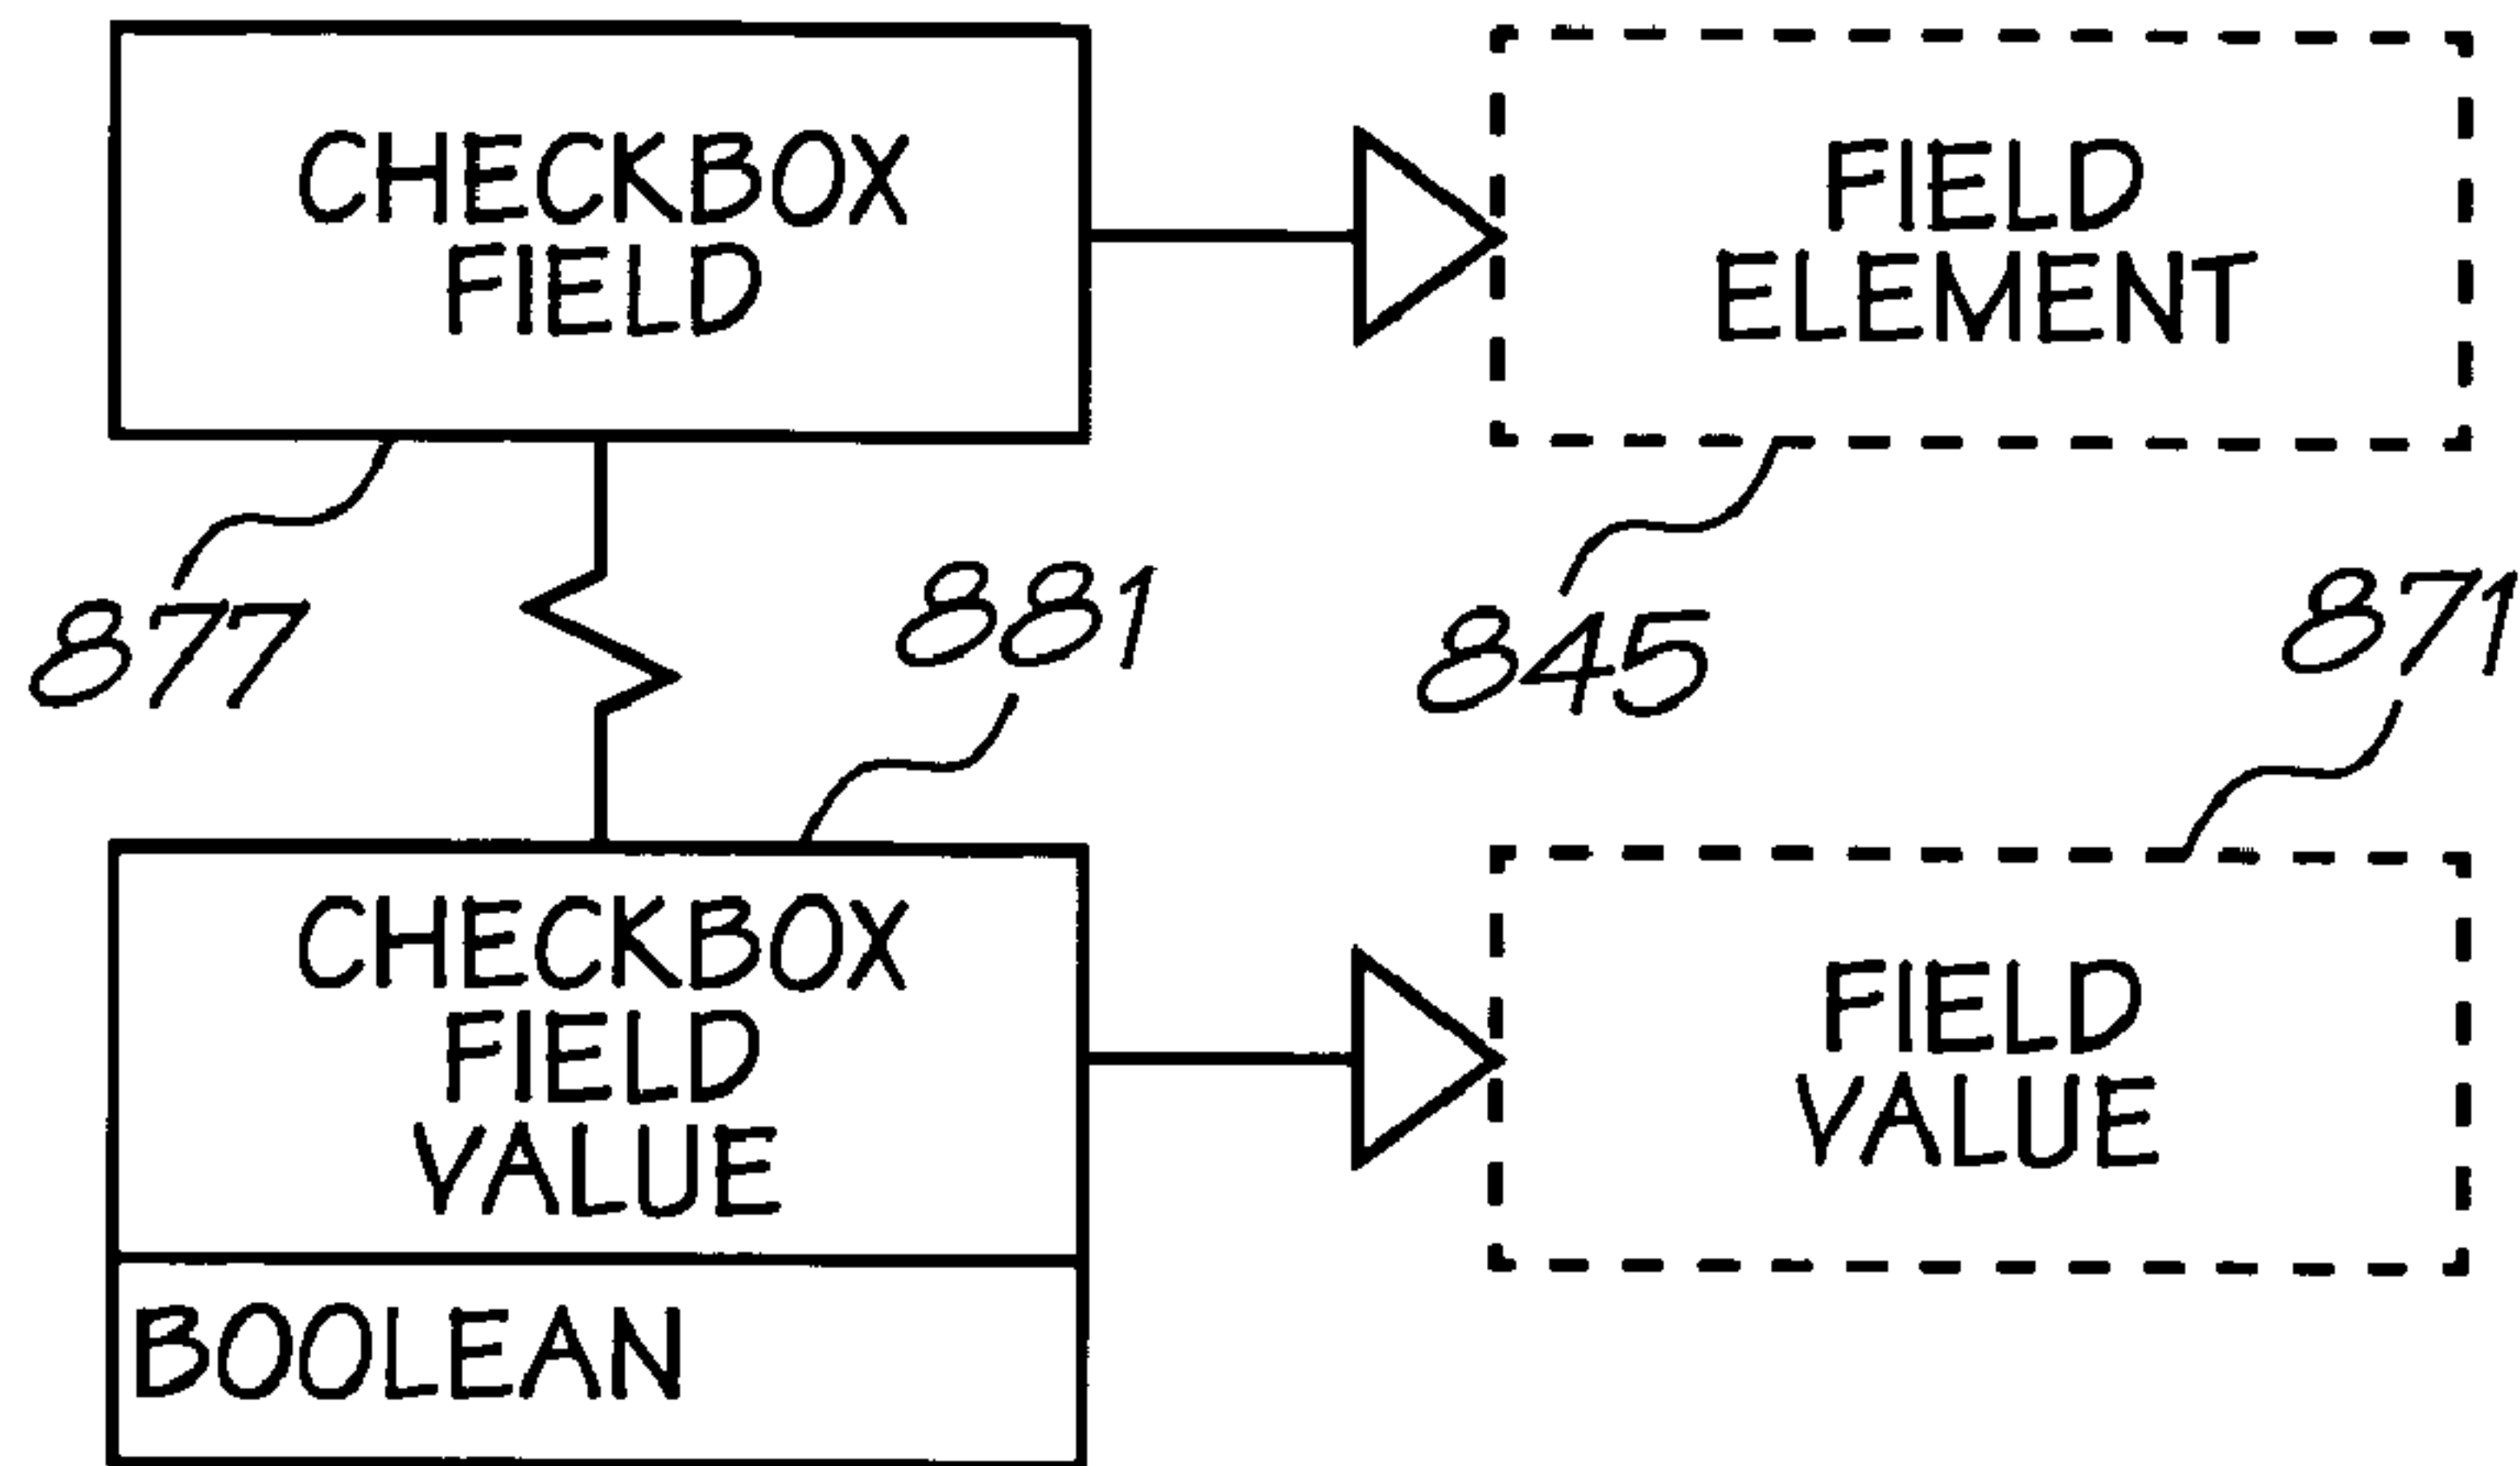 CHECKBOX
FIELD
FIELD
ELEMENT
877
881
845
871
CHECKBOX
FIELD
VALUE
FIELD
VALUE
BOOLEAN